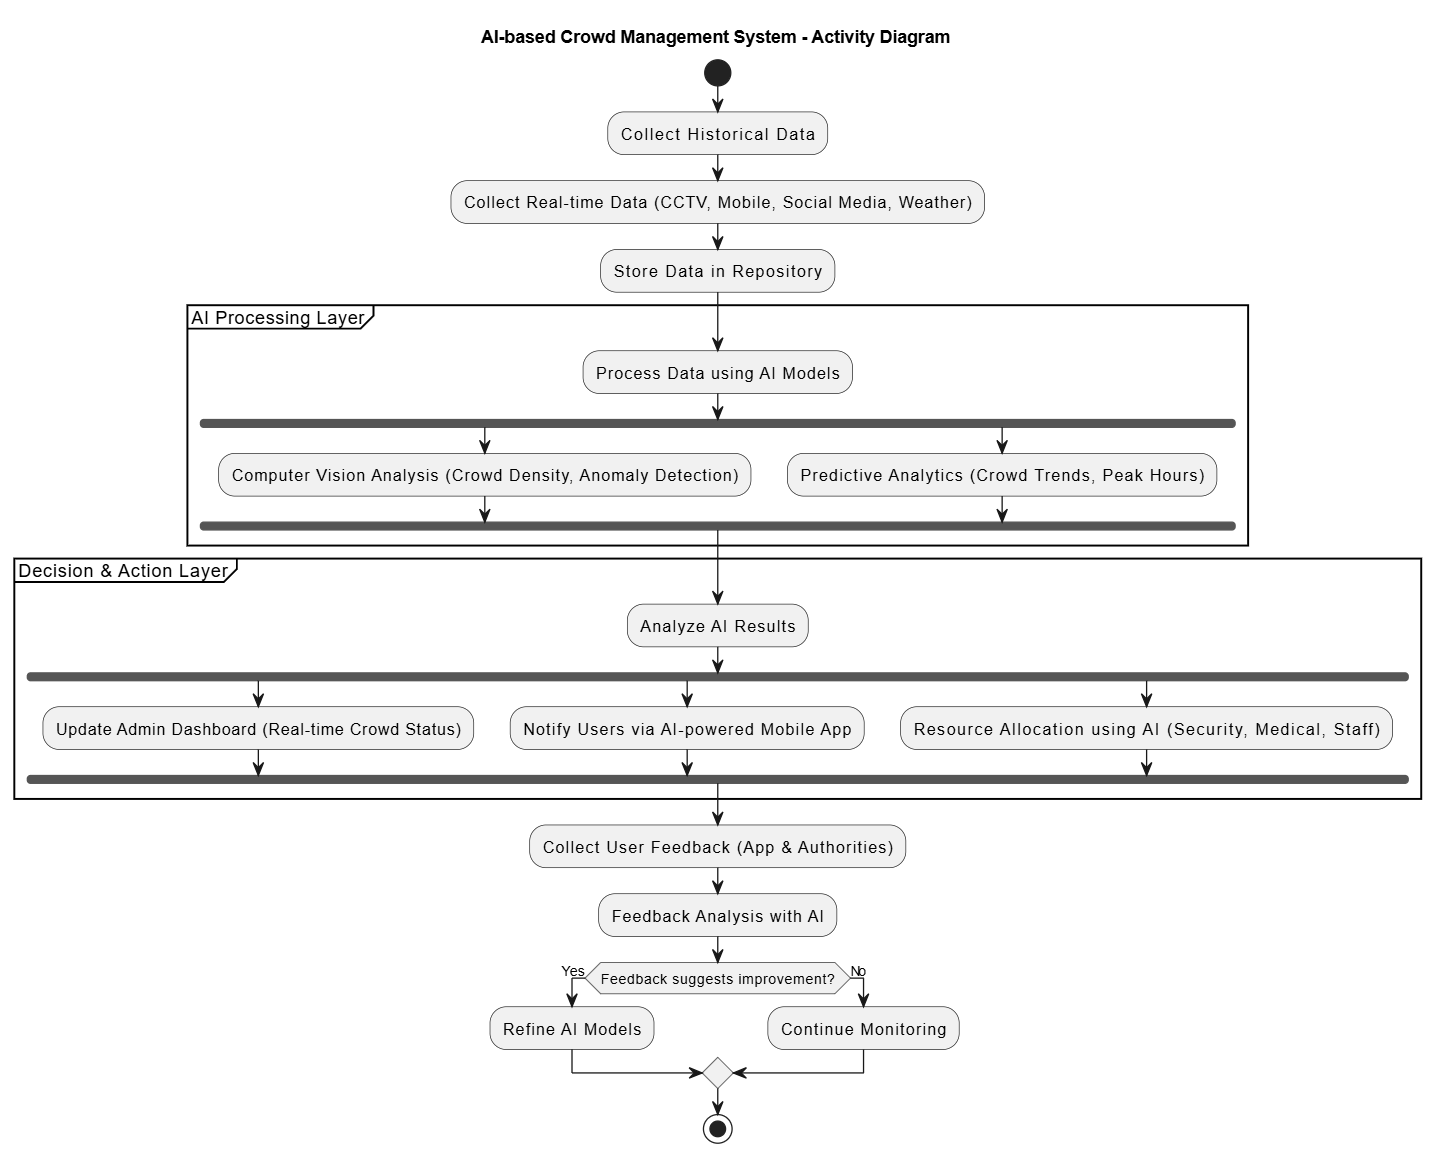 AI-based Crowd Management System - Activity Diagram
Collect Historical Data
Collect Real-time Data (CCTV, Mobile, Social Media, Weather)
Store Data in Repository
AI Processing Layer
Process Data using AI Models
Computer Vision Analysis (Crowd Density, Anomaly Detection)
Predictive Analytics (Crowd Trends, Peak Hours)
Decision & Action Layer
Analyze AI Results
Update Admin Dashboard (Real-time Crowd Status)
Notify Users via AI-powered Mobile App
Resource Allocation using AI (Security, Medical, Staff)
Collect User Feedback (App & Authorities)
Feedback Analysis with AI
Yes
Feedback suggests improvement?
No
Refine AI Models
Continue Monitoring